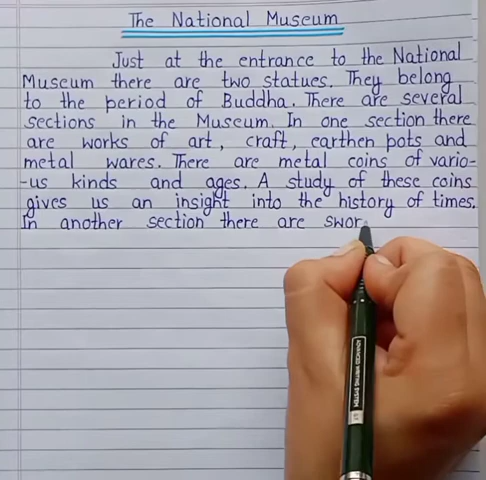 The National Museum
Just at the entrance to the National
Museum there are two statues. They belong
to the period of Buddha. There are several
sections in the Museum. In one section there
are works of art, craft, earthen pots and
metal wares. There are metal coins of vario-
-us kinds and ages. A study of these coins
gives us an insight into the history of times.
In another section there are swor
ADVANCED WRITING SYSTEM